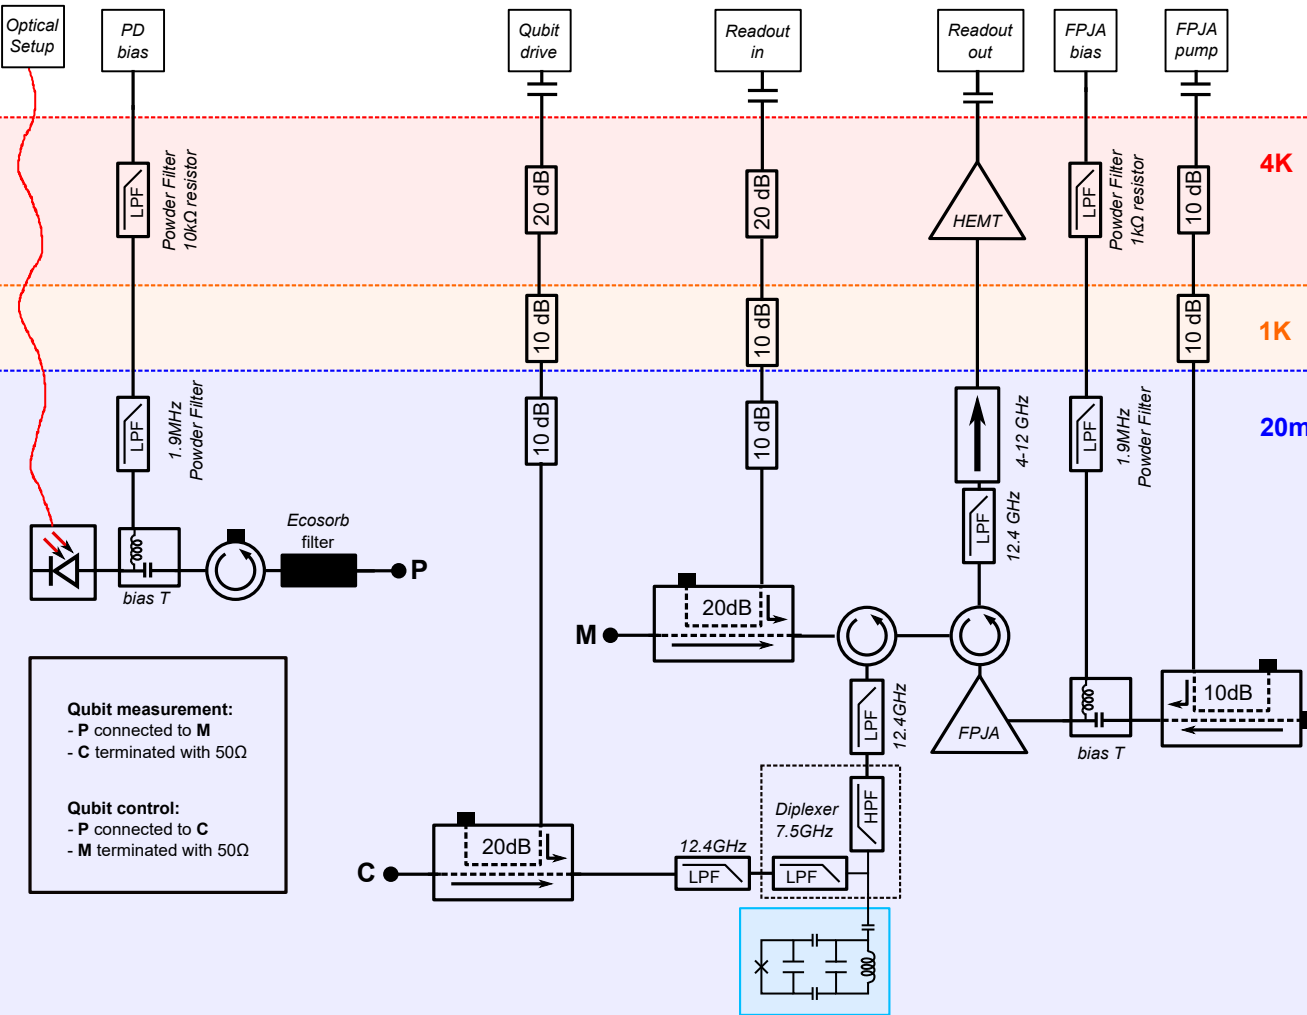 Optical
Setup
PD
bias
Qubit
drive
Readout
in
Readout
out
FPJA
bias
FPJA
pump
4K
LPF
Powder Filter
10kΩ resistor
20 dB
20 dB
HEMT
LPF
Powder Filter
1kΩ resistor
10 dB
1K
10 dB
10 dB
10 dB
20m
LPF
1.9MHz
Powder Filter
10 dB
10 dB
4-12 GHz
LPF
1.9MHz
Powder Filter
LPF
12.4 GHz
Ecosorb
filter
P
bias T
20dB
M
LPF
12.4GHz
FPJA
bias T
10dB
Qubit measurement:
- P connected to M
- C terminated with 50Ω
Qubit control:
- P connected to C
- M terminated with 50Ω
Diplexer
7.5GHz
HPF
20dB
C
12.4GHz
LPF
LPF